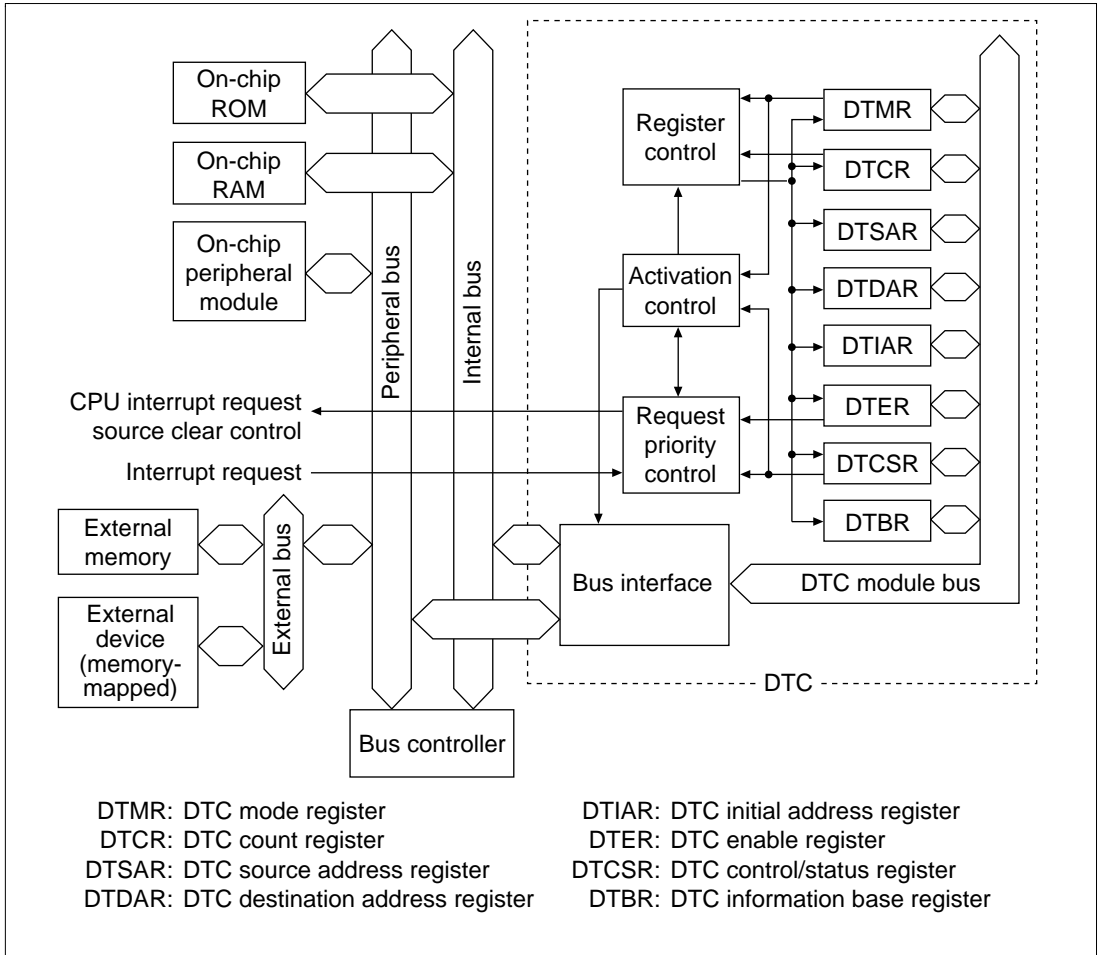 On-chip
ROM
On-chip
RAM
On-chip
peripheral
module
Peripheral bus
Internal bus
Register
control
Activation
control
Request
priority
control
DTMR
DTCR
DTSAR
DTDAR
DTIAR
DTER
DTCSR
DTBR
CPU interrupt request
source clear control
Interrupt request
External
memory
External
device
(memory-
mapped)
External bus
Bus interface
DTC module bus
DTC
Bus controller
DTMR: DTC mode register
DTCR: DTC count register
DTSAR: DTC source address register
DTDAR: DTC destination address register
DTIAR: DTC initial address register
DTER: DTC enable register
DTCSR: DTC control/status register
DTBR: DTC information base register